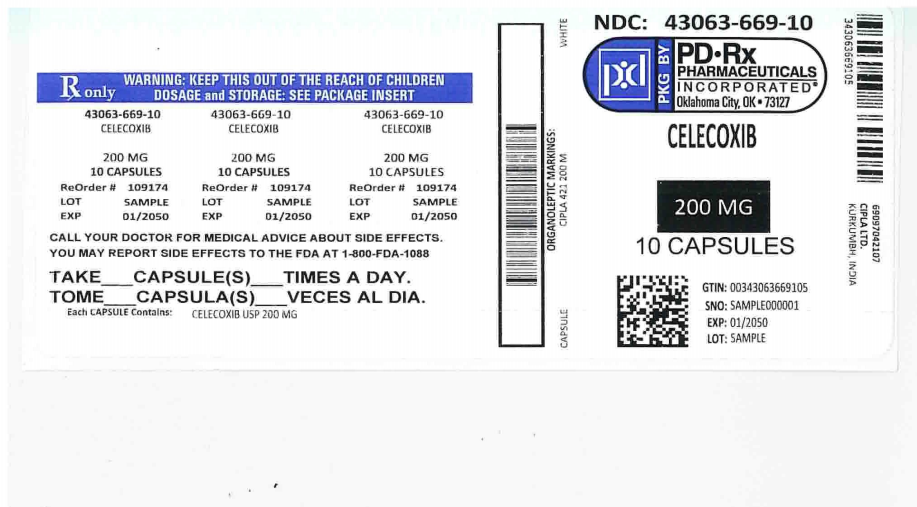 Rx only
WARNING: KEEP THIS OUT OF THE REACH OF CHILDREN
DOSAGE and STORAGE: SEE PACKAGE INSERT
43063-669-10 43063-669-10 43063-669-10
CELECOXIB CELECOXIB CELECOXIB
200 MG 200 MG 200 MG
10 CAPSULES 10 CAPSULES 10 CAPSULES
ReOrder # 109174 ReOrder # 109174 ReOrder # 109174
LOT SAMPLE LOT SAMPLE LOT SAMPLE
EXP 01/2050 EXP 01/2050 EXP 01/2050
CALL YOUR DOCTOR FOR MEDICAL ADVICE ABOUT SIDE EFFECTS.
YOU MAY REPORT SIDE EFFECTS TO THE FDA AT 1-800-FDA-1088
TAKE___CAPSULE(S)___TIMES A DAY.
TOME___CAPSULA(S)___VECES AL DIA.
Each CAPSULE Contains: CELECOXIB USP 200 MG
ORGANOLEPTIC MARKINGS:
CIPLA 421 200 M
CAPSULE WHITE
NDC: 43063-669-10
pd
PKG BY
PD•Rx
PHARMACEUTICALS
INCORPORATED®
Oklahoma City, OK • 73127
CELECOXIB
200 MG
10 CAPSULES
GTIN: 00343063669105
SNO: SAMPLE000001
EXP: 01/2050
LOT: SAMPLE
343063669105
69097042107
CIPLA LTD.
KURKUMBH, INDIA